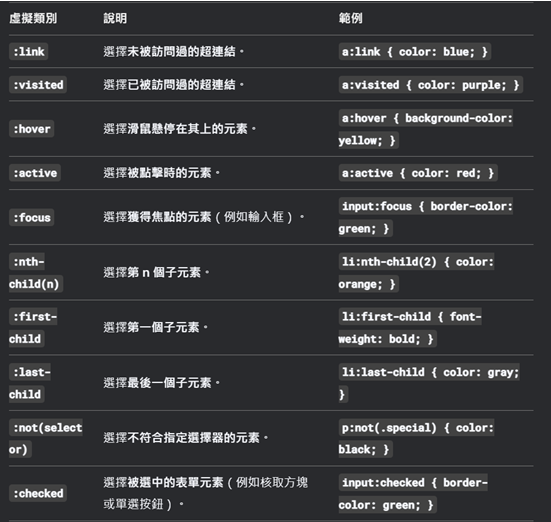 虛擬類別 說明 範例
:link 選擇未被訪問過的超連結。 a:link { color: blue; }
:visited 選擇已被訪問過的超連結。 a:visited { color: purple; }
:hover 選擇滑鼠懸停在其上的元素。 a:hover { background-color:
yellow; }
:active 選擇被點擊時的元素。 a:active { color: red; }
:focus 選擇獲得焦點的元素（例如輸入框）。 input:focus { border-color:
green; }
:nth-
child(n) 選擇第 n 個子元素。 li:nth-child(2) { color:
orange; }
:first-
child 選擇第一個子元素。 li:first-child { font-
weight: bold; }
:last-
child 選擇最後一個子元素。 li:last-child { color: gray;
}
:not(select
or) 選擇不符合指定選擇器的元素。 p:not(.special) { color:
black; }
:checked 選擇被選中的表單元素（例如核取方塊
或單選按鈕）。 input:checked { border-
color: green; }